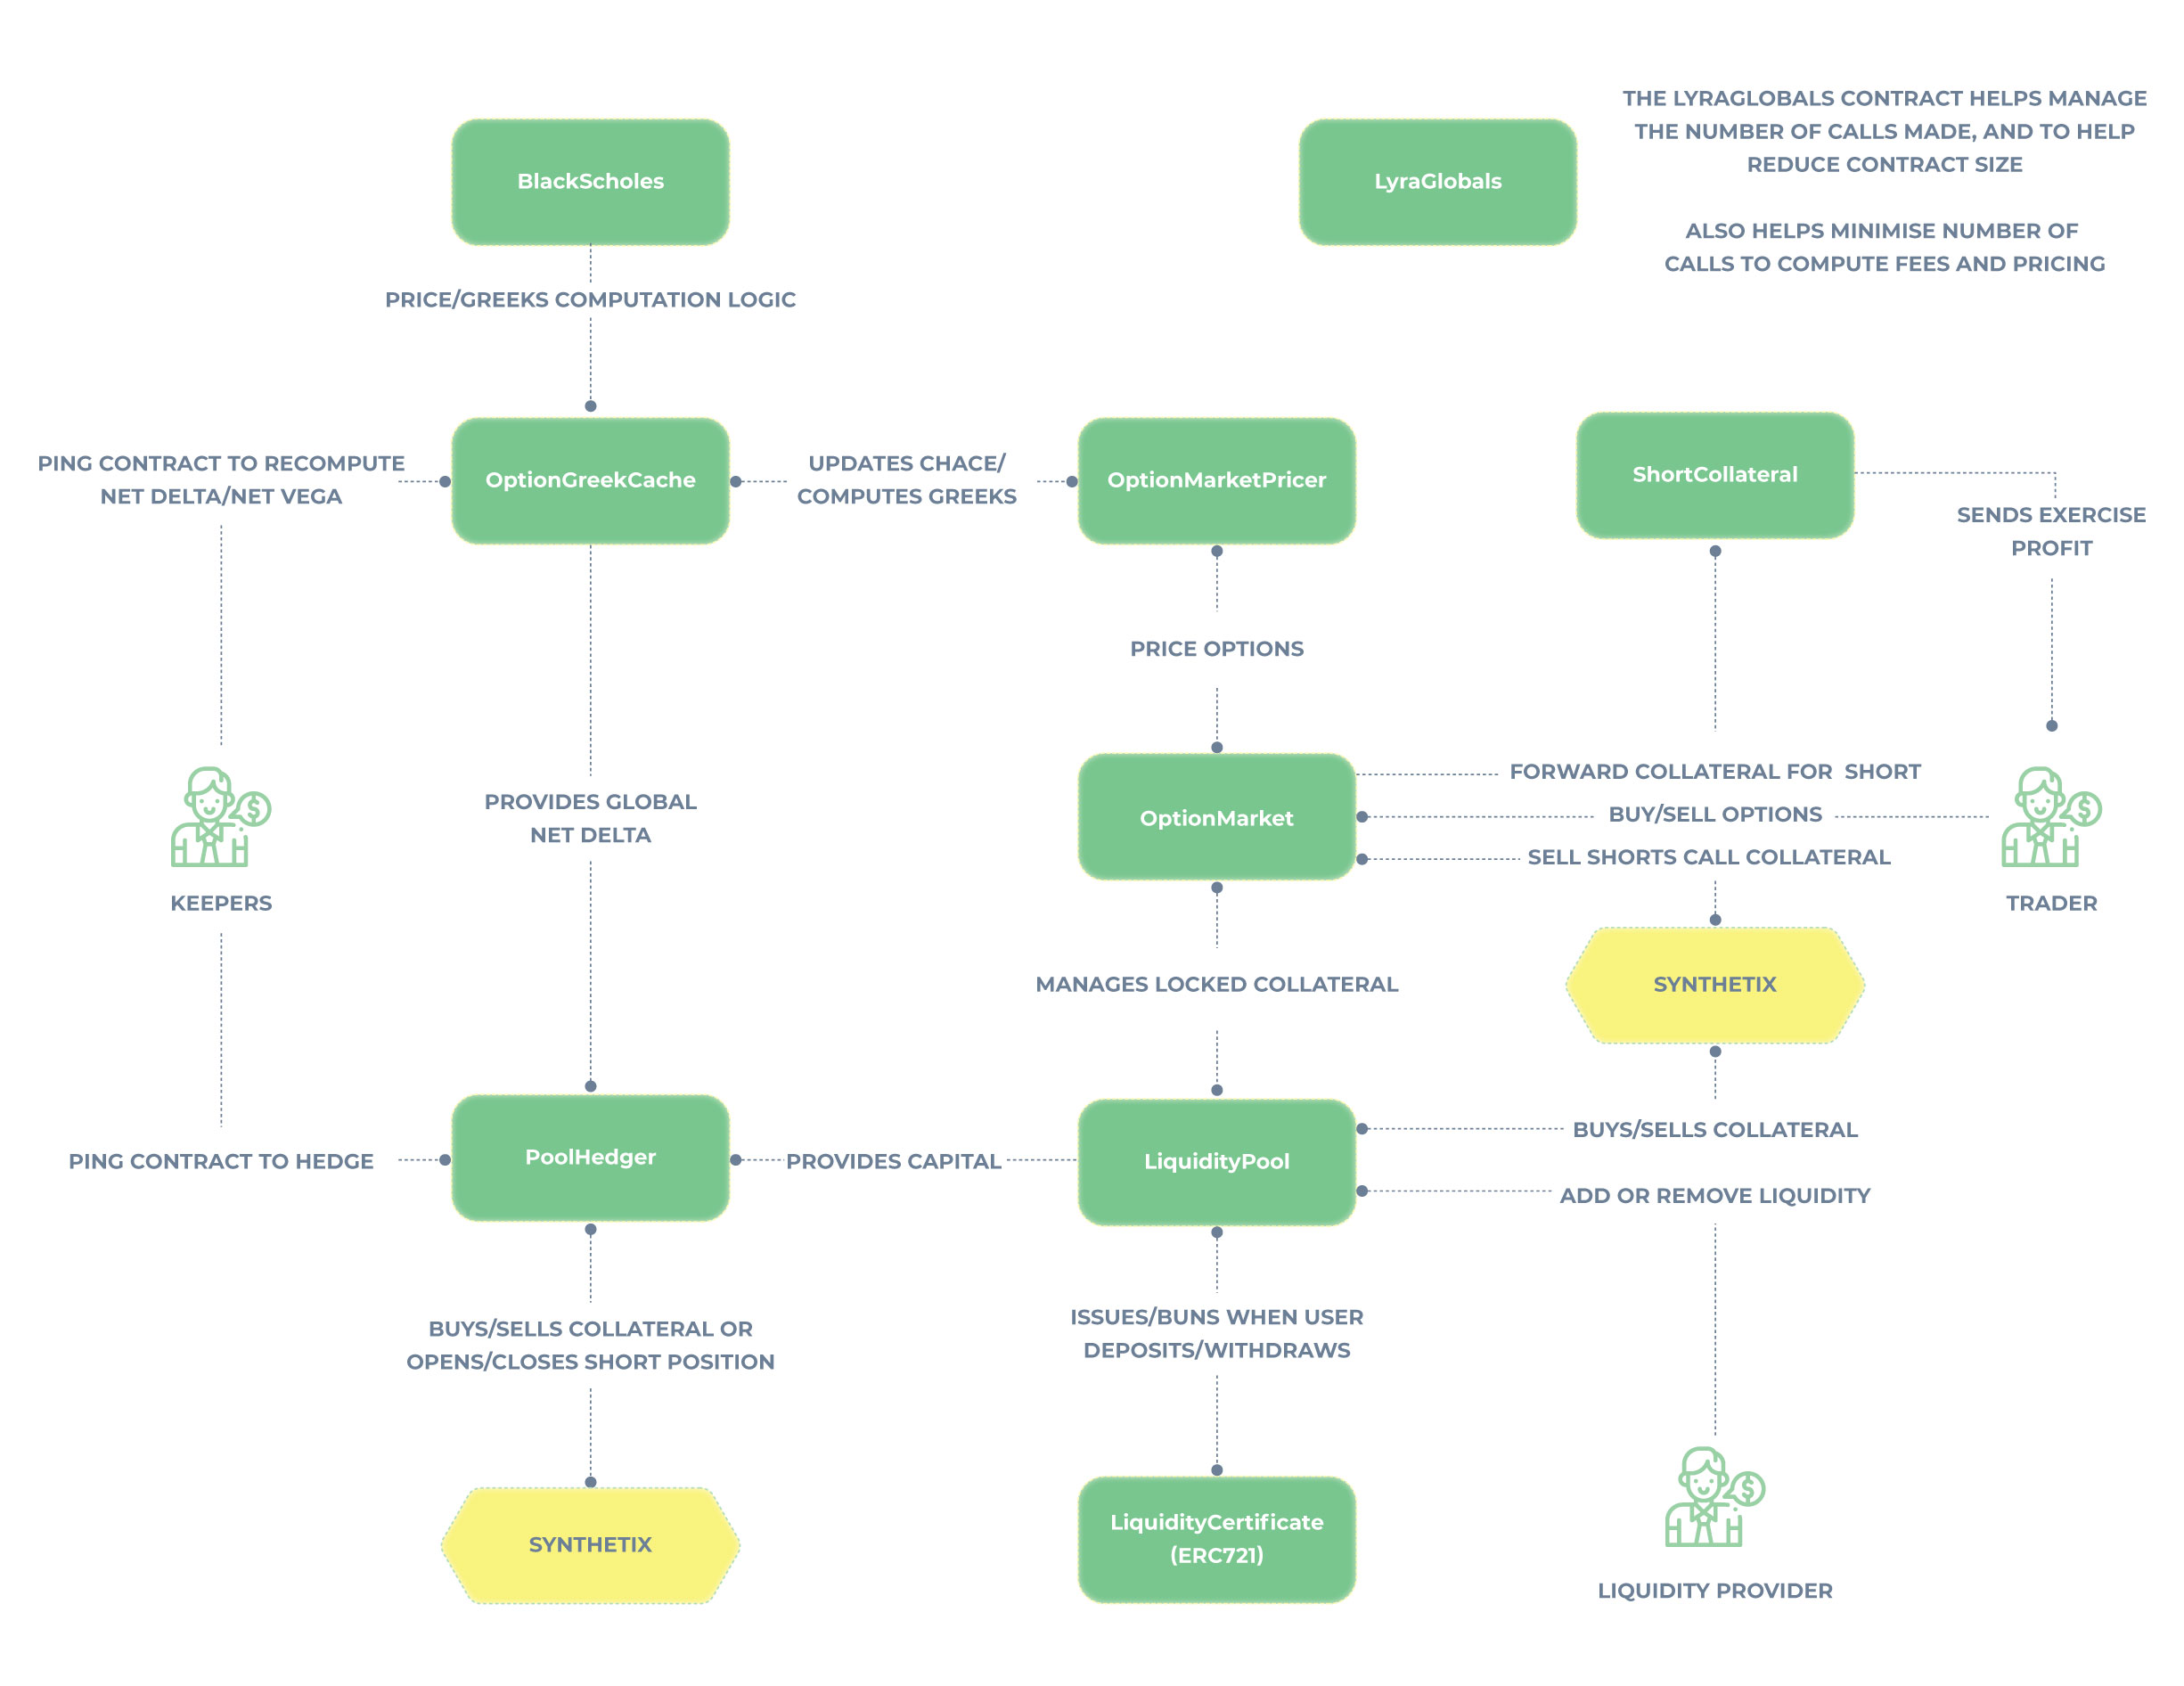 THE LYRAGLOBALS CONTRACT HELPS MANAGE
THE NUMBER OF CALLS MADE, AND TO HELP
REDUCE CONTRACT SIZE
ALSO HELPS MINIMISE NUMBER OF
CALLS TO COMPUTE FEES AND PRICING
BlackScholes
LyraGlobals
PRICE/GREEKS COMPUTATION LOGIC
PING CONTRACT TO RECOMPUTE
NET DELTA/NET VEGA
OptionGreekCache
UPDATES CHACE/
COMPUTES GREEKS
OptionMarketPricer
ShortCollateral
SENDS EXERCISE
PROFIT
PRICE OPTIONS
PROVIDES GLOBAL
NET DELTA
OptionMarket
FORWARD COLLATERAL FOR  SHORT
BUY/SELL OPTIONS
SELL SHORTS CALL COLLATERAL
KEEPERS
TRADER
MANAGES LOCKED COLLATERAL
SYNTHETIX
PING CONTRACT TO HEDGE
PoolHedger
PROVIDES CAPITAL
LiquidityPool
BUYS/SELLS COLLATERAL
ADD OR REMOVE LIQUIDITY
BUYS/SELLS COLLATERAL OR
OPENS/CLOSES SHORT POSITION
ISSUES/BUNS WHEN USER
DEPOSITS/WITHDRAWS
SYNTHETIX
LiquidityCertificate
(ERC721)
LIQUIDITY PROVIDER